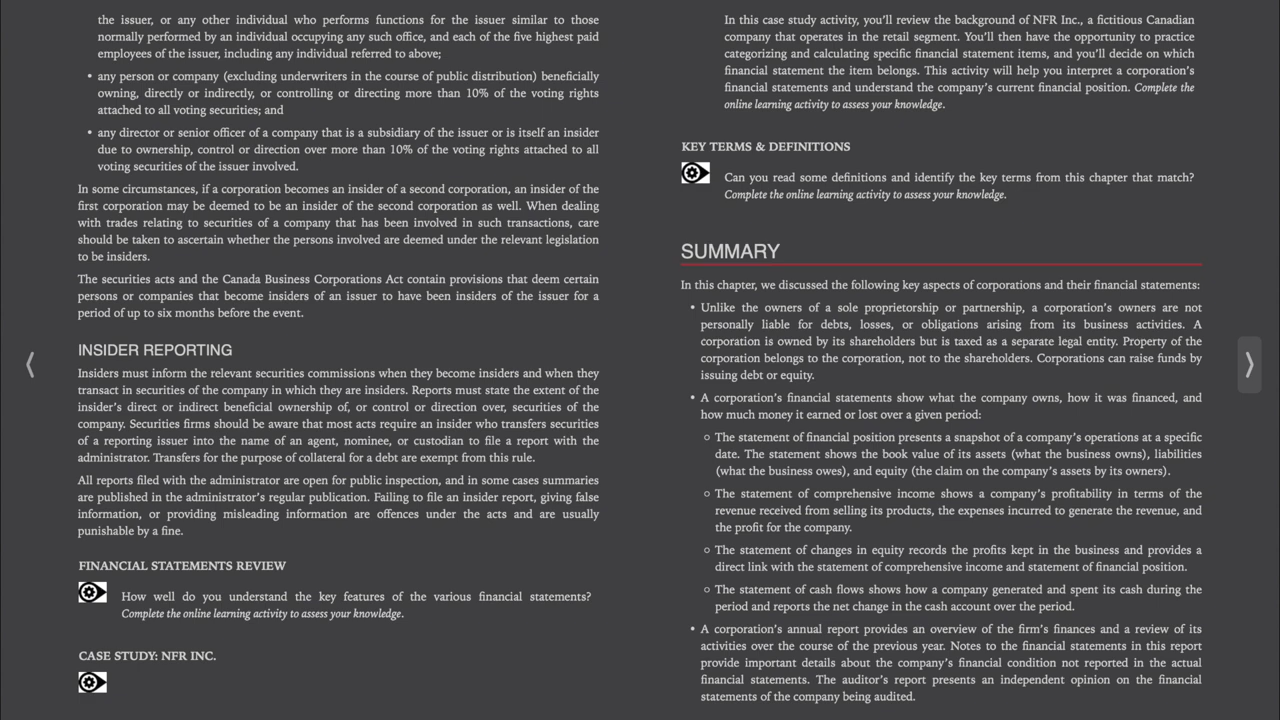 the issuer, or any other individual who performs functions for the issuer similar to those
normally performed by an individual occupying any such office, and each of the five highest paid
employees of the issuer, including any individual referred to above;
• any person or company (excluding underwriters in the course of public distribution) beneficially
owning, directly or indirectly, or controlling or directing more than 10% of the voting rights
attached to all voting securities; and
• any director or senior officer of a company that is a subsidiary of the issuer or is itself an insider
due to ownership, control or direction over more than 10% of the voting rights attached to all
voting securities of the issuer involved.
In some circumstances, if a corporation becomes an insider of a second corporation, an insider of the
first corporation may be deemed to be an insider of the second corporation as well. When dealing
with trades relating to securities of a company that has been involved in such transactions, care
should be taken to ascertain whether the persons involved are deemed under the relevant legislation
to be insiders.
The securities acts and the Canada Business Corporations Act contain provisions that deem certain
persons or companies that become insiders of an issuer to have been insiders of the issuer for a
period of up to six months before the event.
INSIDER REPORTING
Insiders must inform the relevant securities commissions when they become insiders and when they
transact in securities of the company in which they are insiders. Reports must state the extent of the
insider's direct or indirect beneficial ownership of, or control or direction over, securities of the
company. Securities firms should be aware that most acts require an insider who transfers securities
of a reporting issuer into the name of an agent, nominee, or custodian to file a report with the
administrator. Transfers for the purpose of collateral for a debt are exempt from this rule.
All reports filed with the administrator are open for public inspection, and in some cases summaries
are published in the administrator's regular publication. Failing to file an insider report, giving false
information, or providing misleading information are offences under the acts and are usually
punishable by a fine.
FINANCIAL STATEMENTS REVIEW
How well do you understand the key features of the various financial statements?
Complete the online learning activity to assess your knowledge.
CASE STUDY: NFR INC.
In this case study activity, you'll review the background of NFR Inc., a fictitious Canadian
company that operates in the retail segment. You'll then have the opportunity to practice
categorizing and calculating specific financial statement items, and you'll decide on which
financial statement the item belongs. This activity will help you interpret a corporation's
financial statements and understand the company's current financial position. Complete the
online learning activity to assess your knowledge.
KEY TERMS & DEFINITIONS
Can you read some definitions and identify the key terms from this chapter that match?
Complete the online learning activity to assess your knowledge.
SUMMARY
In this chapter, we discussed the following key aspects of corporations and their financial statements:
• Unlike the owners of a sole proprietorship or partnership, a corporation's owners are not
personally liable for debts, losses, or obligations arising from its business activities. A
corporation is owned by its shareholders but is taxed as a separate legal entity. Property of the
corporation belongs to the corporation, not to the shareholders. Corporations can raise funds by
issuing debt or equity.
• A corporation's financial statements show what the company owns, how it was financed, and
how much money it earned or lost over a given period:
○ The statement of financial position presents a snapshot of a company's operations at a specific
date. The statement shows the book value of its assets (what the business owns), liabilities
(what the business owes), and equity (the claim on the company's assets by its owners).
○ The statement of comprehensive income shows a company's profitability in terms of the
revenue received from selling its products, the expenses incurred to generate the revenue, and
the profit for the company.
○ The statement of changes in equity records the profits kept in the business and provides a
direct link with the statement of comprehensive income and statement of financial position.
○ The statement of cash flows shows how a company generated and spent its cash during the
period and reports the net change in the cash account over the period.
• A corporation's annual report provides an overview of the firm's finances and a review of its
activities over the course of the previous year. Notes to the financial statements in this report
provide important details about the company's financial condition not reported in the actual
financial statements. The auditor's report presents an independent opinion on the financial
statements of the company being audited.